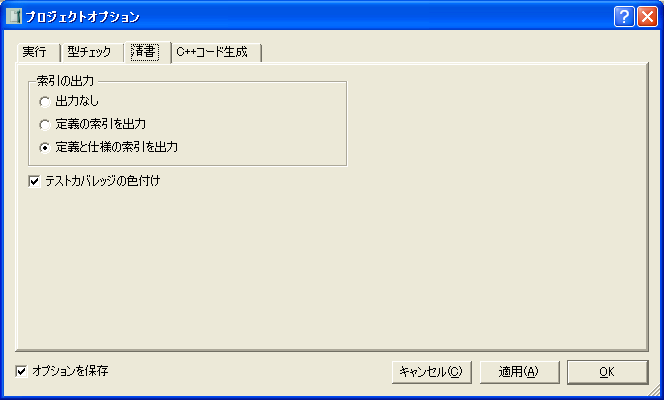 プロジェクトオプション
実行
型チェック
清書
C++コード生成
索引の出力
出力なし
定義の索引を出力
定義と仕様の索引を出力
テストカバレッジの色付け
オプションを保存
キャンセル(C)
適用(A)
OK